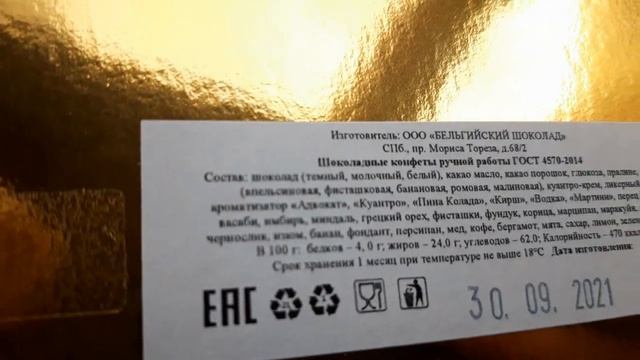 Изготовитель: ООО «БЕЛЬГИЙСКИЙ ШОКОЛАД»
СПб., пр. Мориса Тореза, д.68/2
Шоколадные конфеты ручной работы ГОСТ 4570-2014
Состав: шоколад (темный, молочный, белый), какао масло, какао порошок, глюкоза, пралине,
(апельсиновая, фисташковая, банановая, ромовая, малиновая), куантро-крем, ликерны
ароматизатор «Адвокат», «Куантро», «Пина Колада», «Кирш», «Водка», «Мартини», перец
васаби, имбирь, миндаль, грецкий орех, фисташки, фундук, корица, марципан, маракуйя,
чернослив, изюм, банан, фондант, персипан, мед, кофе, бергамот, мята, сахар, лимон, зеле
В 100 г: белков – 4, 0 г; жиров – 24,0 г; углеводов – 62,0; Калорийность – 470 ккал
Срок хранения 1 месяц при температуре не выше 18°С Дата изготовления:
ЕАС 30. 09. 2021